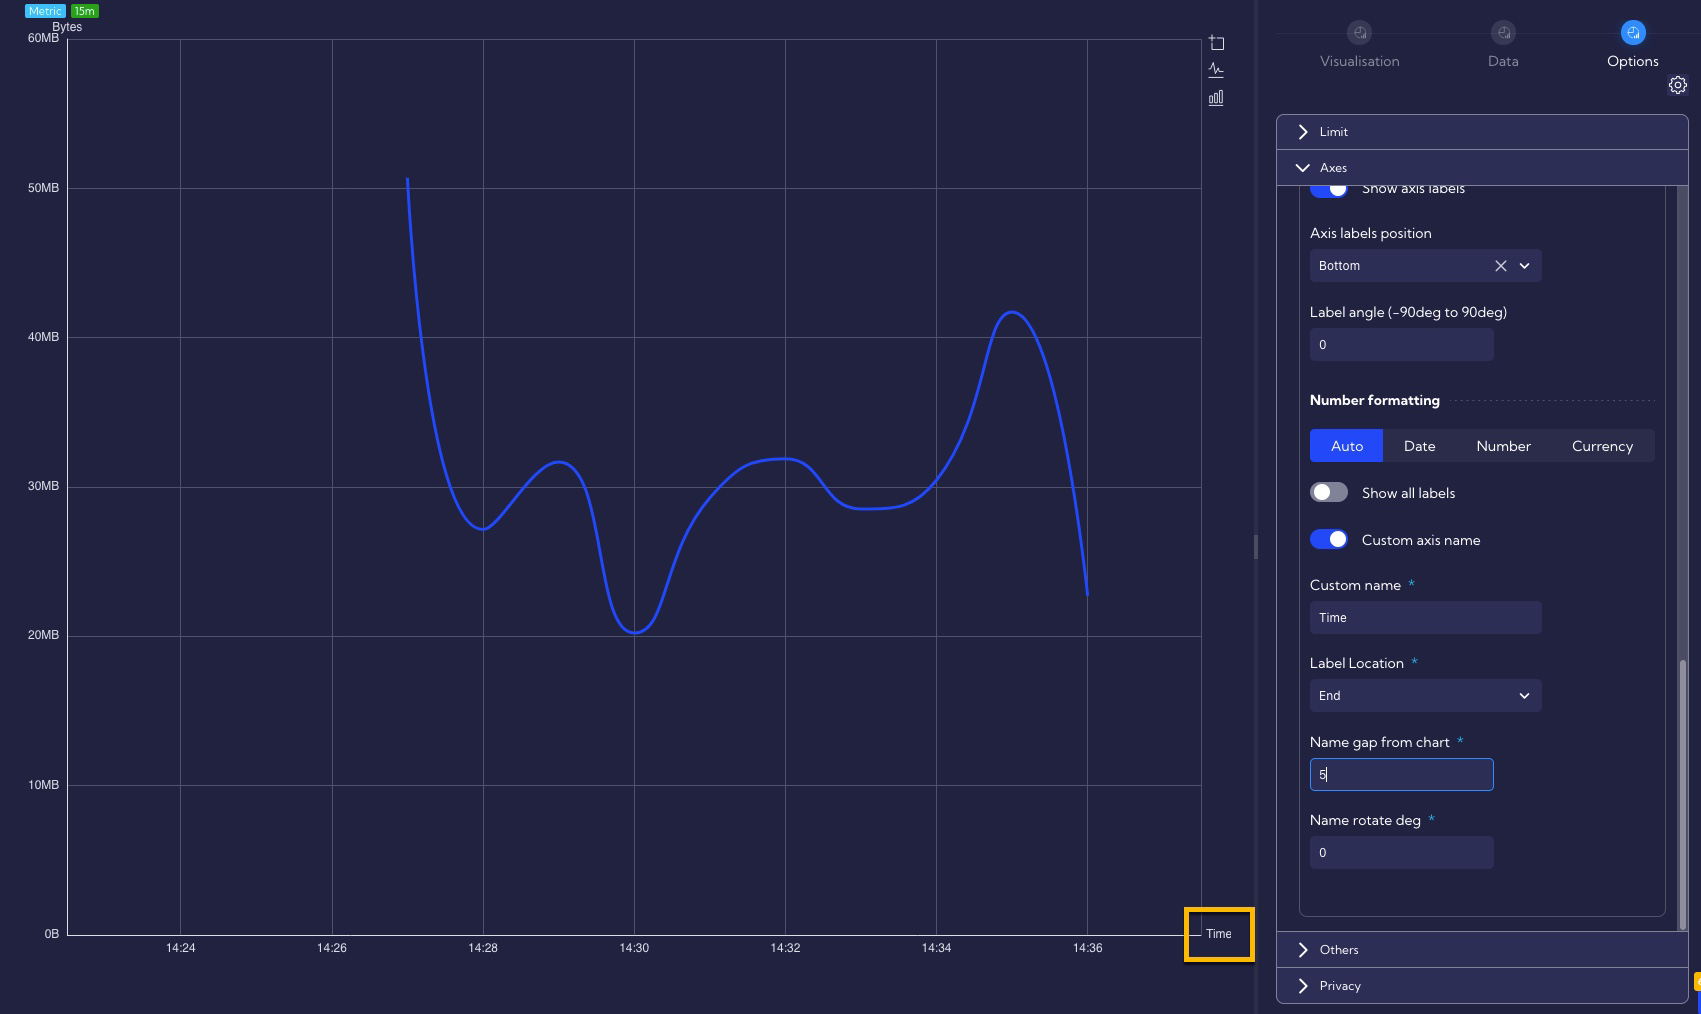 Metric 15m
Bytes
60MB
50MB
40MB
30MB
20MB
10MB
0B
14:24 14:26 14:28 14:30 14:32 14:34 14:36
Time
Visualisation Data Options
Limit
Axes
Show axis labels
Axis labels position
Bottom
Label angle (-90deg to 90deg)
0
Number formatting
Auto Date Number Currency
Show all labels
Custom axis name
Custom name *
Time
Label Location *
End
Name gap from chart *
5
Name rotate deg *
0
Others
Privacy